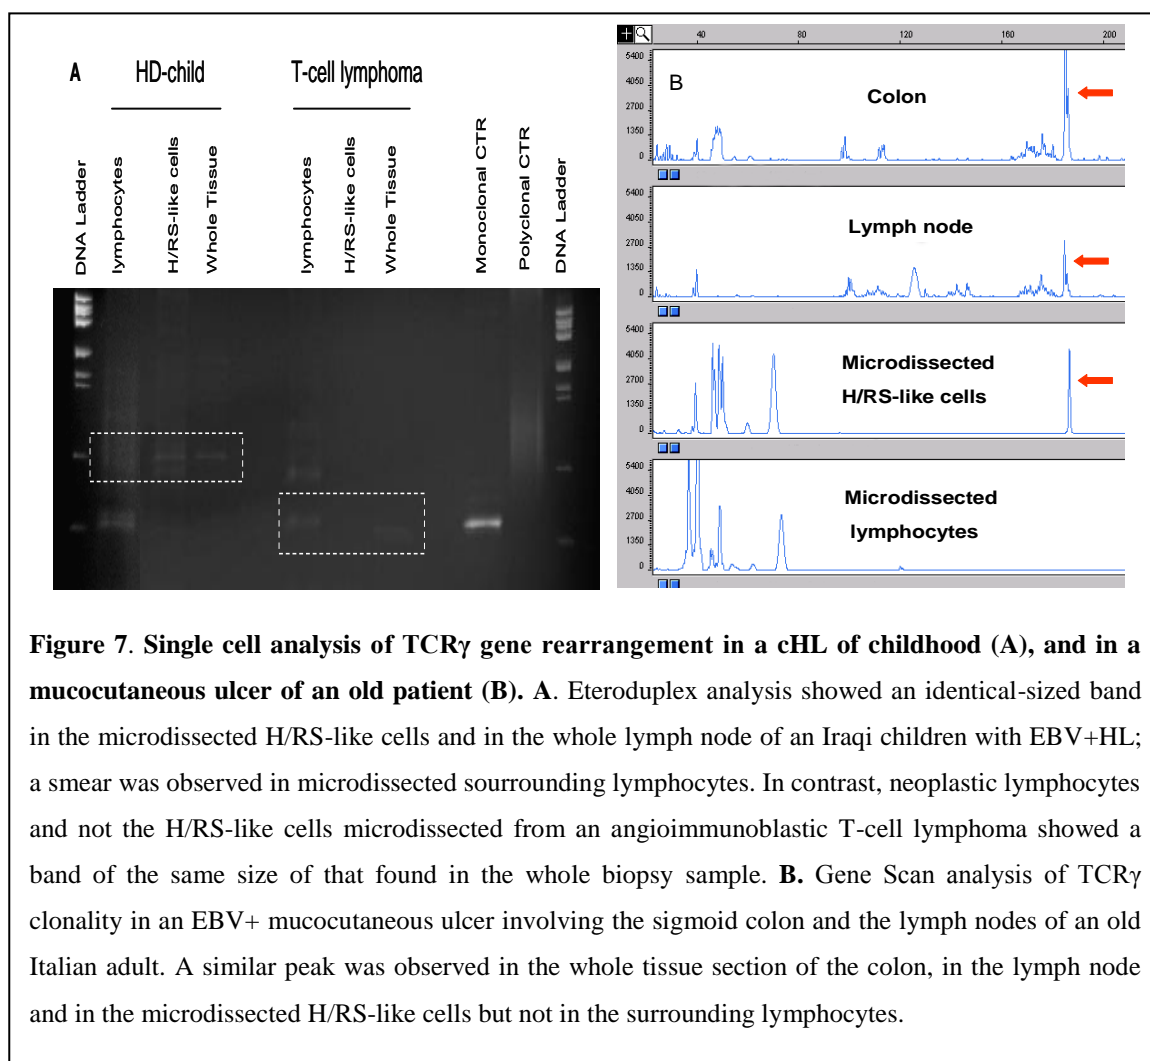 A
HD-child
T-cell lymphoma
DNA Ladder
lymphocytes
H/RS-like cells
Whole Tissue
lymphocytes
H/RS-like cells
Whole Tissue
Monoclonal CTR
Polyclonal CTR
DNA Ladder
40 80 120 160 200
B
Colon
5400
4050
2700
1350
0
Lymph node
5400
4050
2700
1350
0
Microdissected
H/RS-like cells
5400
4050
2700
1350
0
Microdissected
lymphocytes
5400
4050
2700
1350
0
Figure 7. Single cell analysis of TCRγ gene rearrangement in a cHL of childhood (A), and in a
mucocutaneous ulcer of an old patient (B). A. Eteroduplex analysis showed an identical-sized band
in the microdissected H/RS-like cells and in the whole lymph node of an Iraqi children with EBV+HL;
a smear was observed in microdissected sourrounding lymphocytes. In contrast, neoplastic lymphocytes
and not the H/RS-like cells microdissected from an angioimmunoblastic T-cell lymphoma showed a
band of the same size of that found in the whole biopsy sample. B. Gene Scan analysis of TCRγ
clonality in an EBV+ mucocutaneous ulcer involving the sigmoid colon and the lymph nodes of an old
Italian adult. A similar peak was observed in the whole tissue section of the colon, in the lymph node
and in the microdissected H/RS-like cells but not in the surrounding lymphocytes.